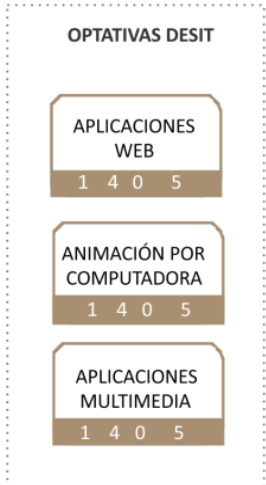 OPTATIVAS DESIT
APLICACIONES
WEB
1 4 0 5
ANIMACIÓN POR
COMPUTADORA
1 4 0 5
APLICACIONES
MULTIMEDIA
1 4 0 5